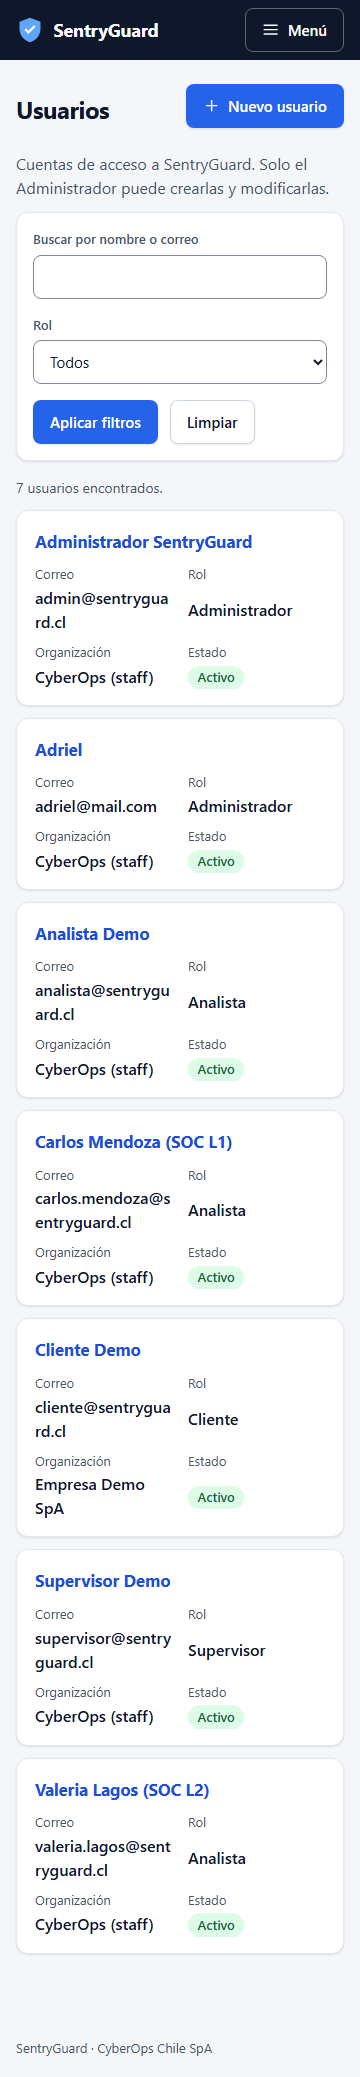 SentryGuard
Menú
Usuarios
Nuevo usuario
Cuentas de acceso a SentryGuard. Solo el
Administrador puede crearlas y modificarlas.
Buscar por nombre o correo
Rol
Todos
Aplicar filtros
Limpiar
7 usuarios encontrados.
Administrador SentryGuard
Correo
Rol
admin@sentrygua
rd.cl
Administrador
Organización
Estado
CyberOps (staff)
Activo
Adriel
Correo
Rol
adriel@mail.com
Administrador
Organización
Estado
CyberOps (staff)
Activo
Analista Demo
Correo
Rol
analista@sentrygu
ard.cl
Analista
Organización
Estado
CyberOps (staff)
Activo
Carlos Mendoza (SOC L1)
Correo
Rol
carlos.mendoza@s
entryguard.cl
Analista
Organización
Estado
CyberOps (staff)
Activo
Cliente Demo
Correo
Rol
cliente@sentrygua
rd.cl
Cliente
Organización
Estado
Empresa Demo
SpA
Activo
Supervisor Demo
Correo
Rol
supervisor@sentry
guard.cl
Supervisor
Organización
Estado
CyberOps (staff)
Activo
Valeria Lagos (SOC L2)
Correo
Rol
valeria.lagos@sent
ryguard.cl
Analista
Organización
Estado
CyberOps (staff)
Activo
SentryGuard · CyberOps Chile SpA